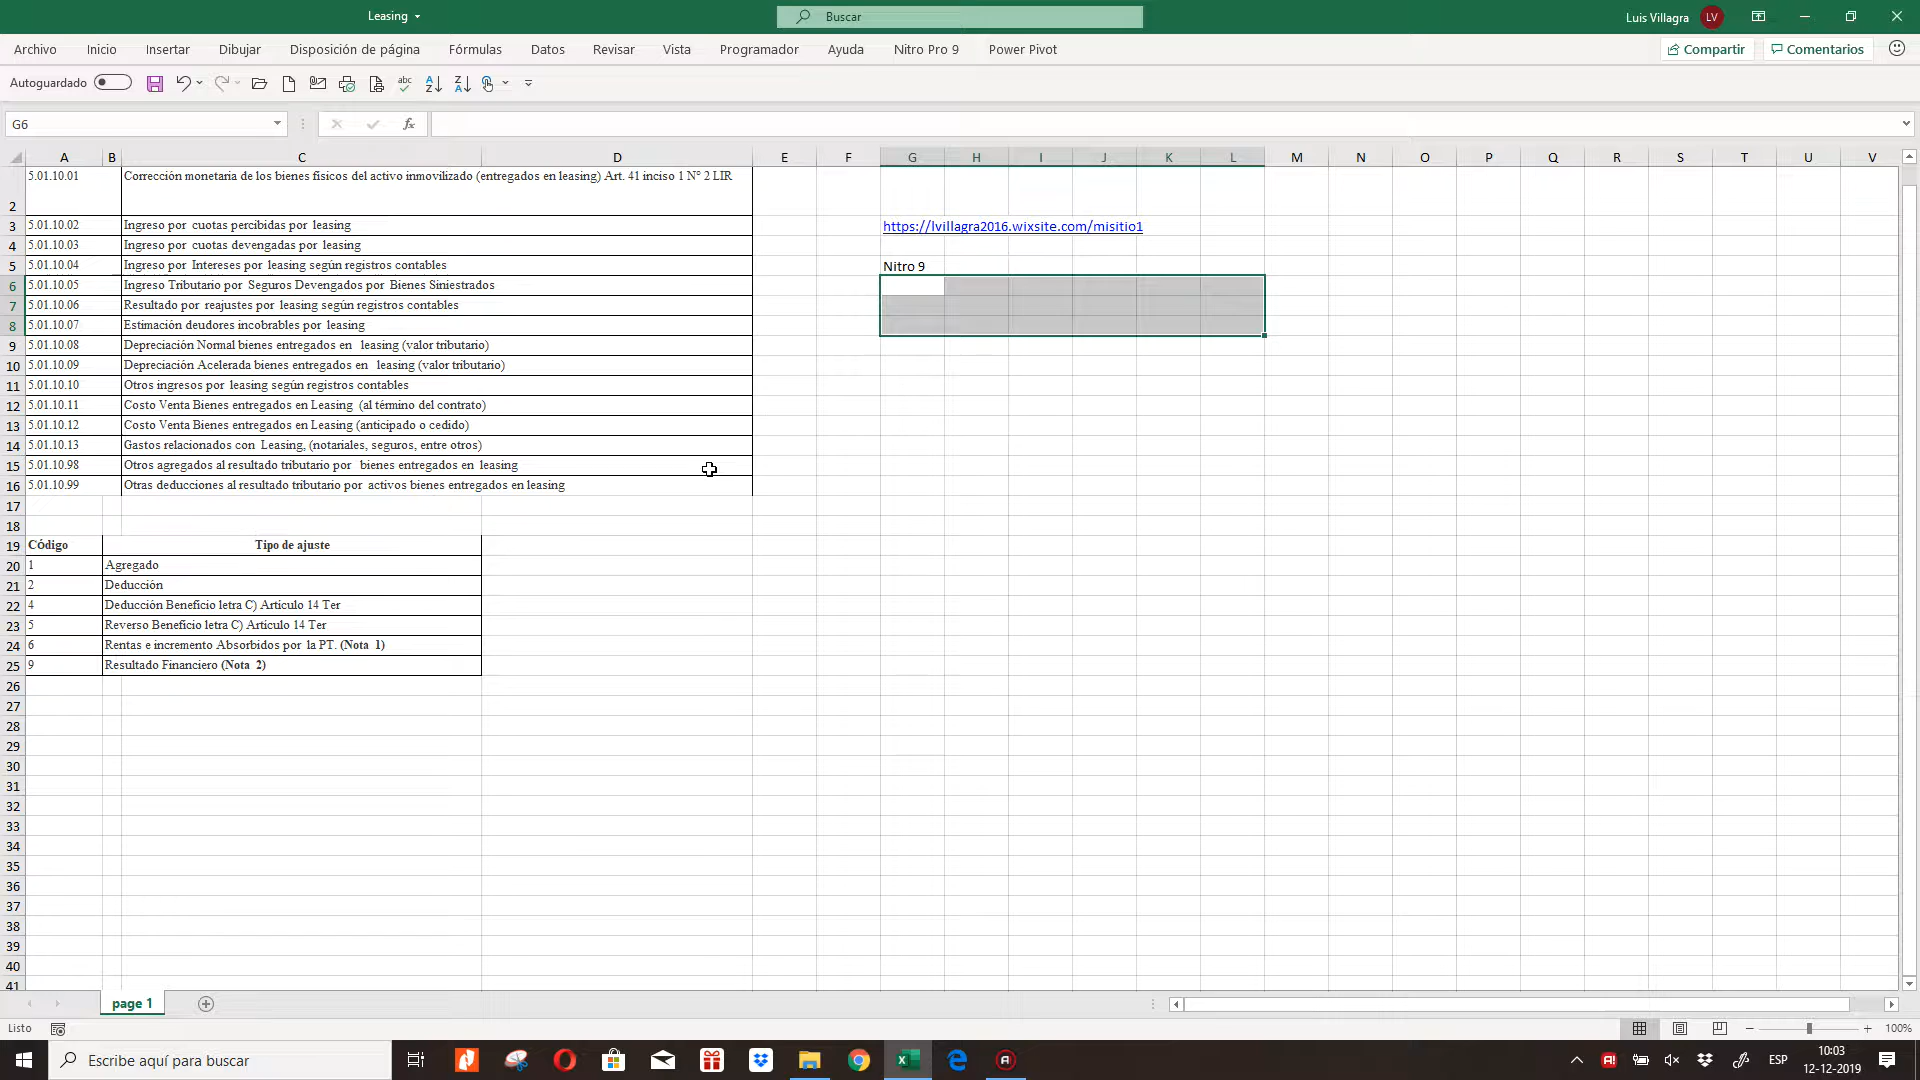 Leasing
Buscar
Luis Villagra
LV
Archivo
Inicio
Insertar
Dibujar
Disposición de página
Fórmulas
Datos
Revisar
Vista
Programador
Ayuda
Nitro Pro 9
Power Pivot
Compartir
Comentarios
Autoguardado
G6
fx
A B C D E F G H I J K L M N O P Q R S T U V
2 5.01.10.01 Corrección monetaria de los bienes físicos del activo inmovilizado (entregados en leasing) Art. 41 inciso 1 N° 2 LIR
3 5.01.10.02 Ingreso por cuotas percibidas por leasing https://lvillagra2016.wixsite.com/misitio1
4 5.01.10.03 Ingreso por cuotas devengadas por leasing
5 5.01.10.04 Ingreso por Intereses por leasing según registros contables Nitro 9
6 5.01.10.05 Ingreso Tributario por Seguros Devengados por Bienes Siniestrados
7 5.01.10.06 Resultado por reajustes por leasing según registros contables
8 5.01.10.07 Estimación deudores incobrables por leasing
9 5.01.10.08 Depreciación Normal bienes entregados en leasing (valor tributario)
10 5.01.10.09 Depreciación Acelerada bienes entregados en leasing (valor tributario)
11 5.01.10.10 Otros ingresos por leasing según registros contables
12 5.01.10.11 Costo Venta Bienes entregados en Leasing (al término del contrato)
13 5.01.10.12 Costo Venta Bienes entregados en Leasing (anticipado o cedido)
14 5.01.10.13 Gastos relacionados con Leasing, (notariales, seguros, entre otros)
15 5.01.10.98 Otros agregados al resultado tributario por bienes entregados en leasing
16 5.01.10.99 Otras deducciones al resultado tributario por activos bienes entregados en leasing
17
18
19 Código Tipo de ajuste
20 1 Agregado
21 2 Deducción
22 4 Deducción Beneficio letra C) Artículo 14 Ter
23 5 Reverso Beneficio letra C) Artículo 14 Ter
24 6 Rentas e incremento Absorbidos por la PT. (Nota 1)
25 9 Resultado Financiero (Nota 2)
26
27
28
29
30
31
32
33
34
35
36
37
38
39
40
41
page 1
Listo
100%
Escribe aquí para buscar
ESP
10:03
12-12-2019